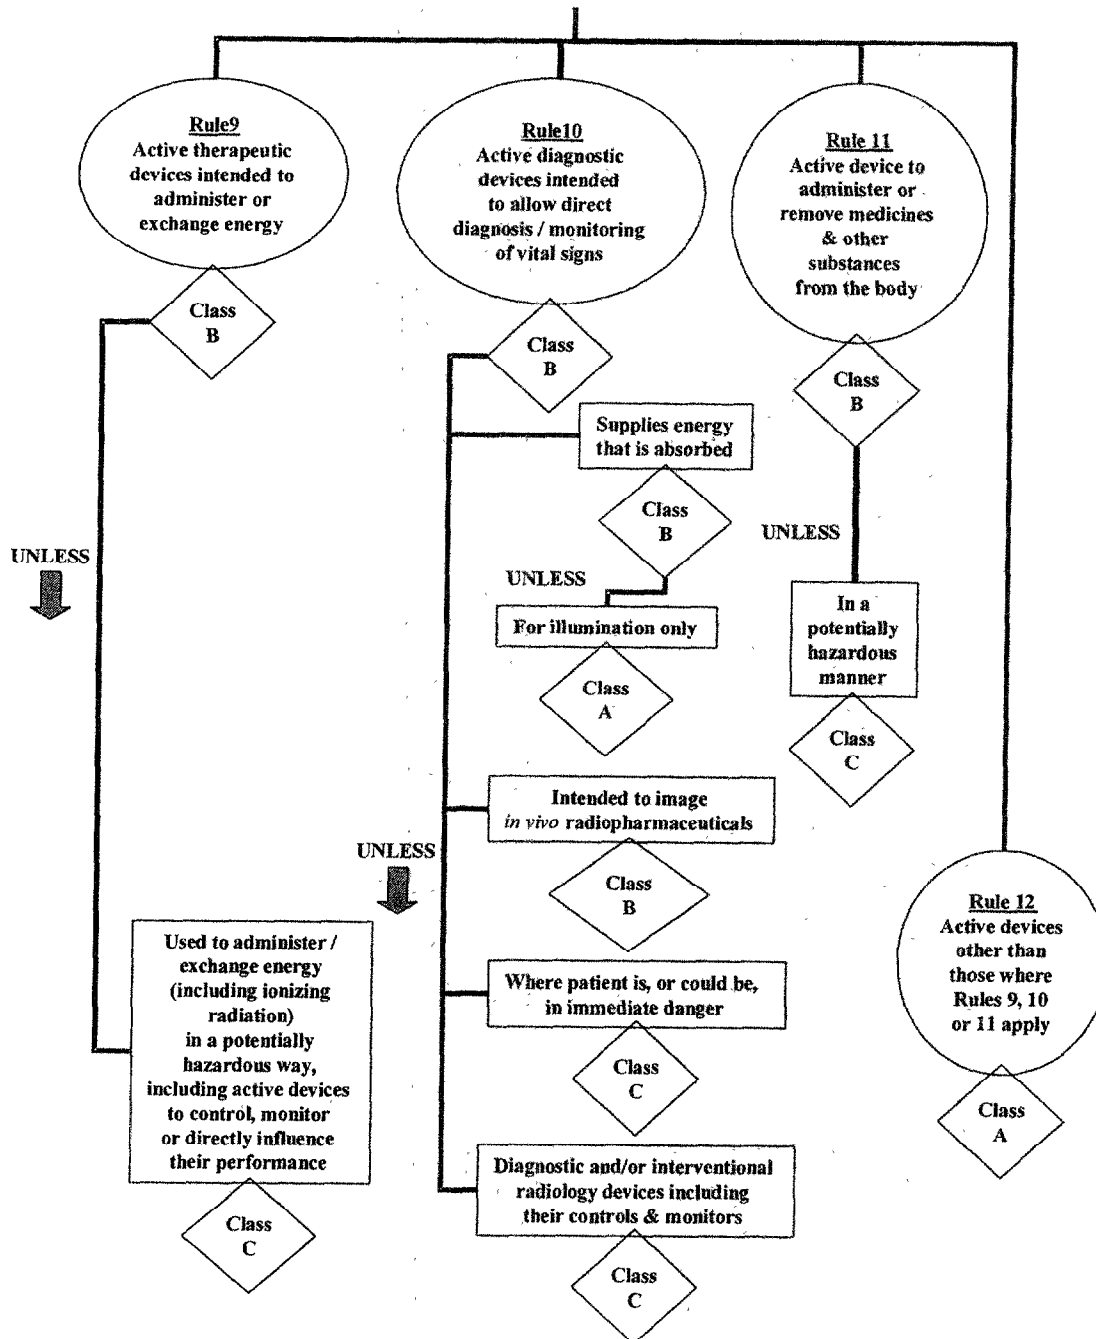 Rule9
Active therapeutic
devices intended to
administer or
exchange energy
Class
B
UNLESS
Used to administer /
exchange energy
(including ionizing
radiation)
in a potentially
hazardous way,
including active devices
to control, monitor
or directly influence
their performance
Class
C
Rule10
Active diagnostic
devices intended
to allow direct
diagnosis / monitoring
of vital signs
Class
B
Supplies energy
that is absorbed
Class
B
UNLESS
For illumination only
Class
A
UNLESS
Intended to image
in vivo radiopharmaceuticals
Class
B
Where patient is, or could be,
in immediate danger
Class
C
Diagnostic and/or interventional
radiology devices including
their controls & monitors
Class
C
Rule 11
Active device to
administer or
remove medicines
& other
substances
from the body
Class
B
UNLESS
In a
potentially
hazardous
manner
Class
C
Rule 12
Active devices
other than
those where
Rules 9, 10
or 11 apply
Class
A